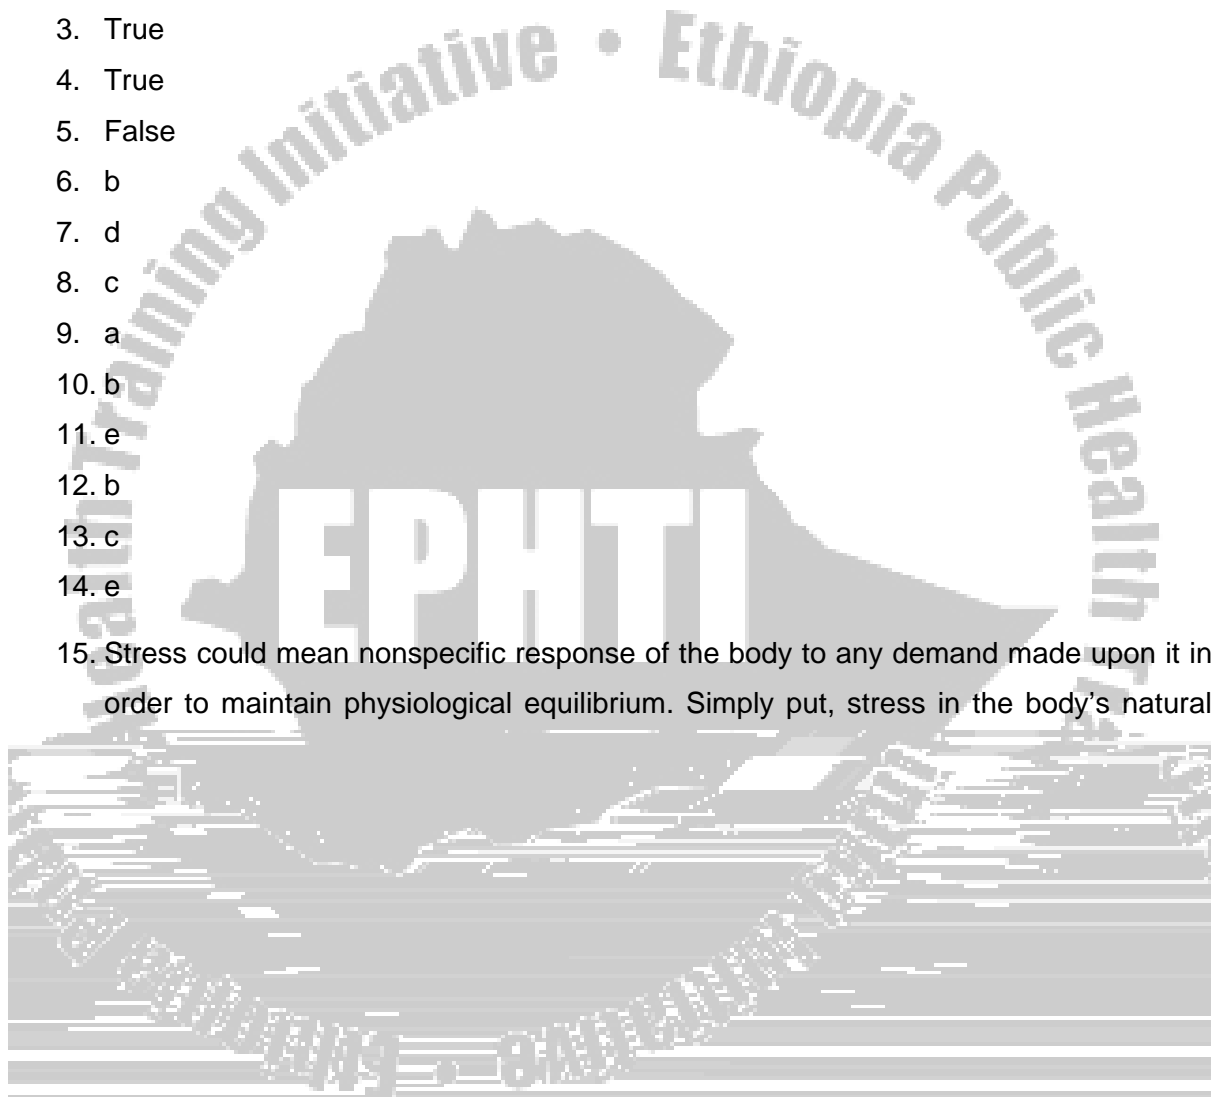 3. True
4. True
5. False
6. b
7. d
8. c
9. a
10. b
11. e
12. b
13. c
14. e
15. Stress could mean nonspecific response of the body to any demand made upon it in
order to maintain physiological equilibrium. Simply put, stress in the body’s natural
Health Training Initiative • Ethiopia Public Health
EPHTI